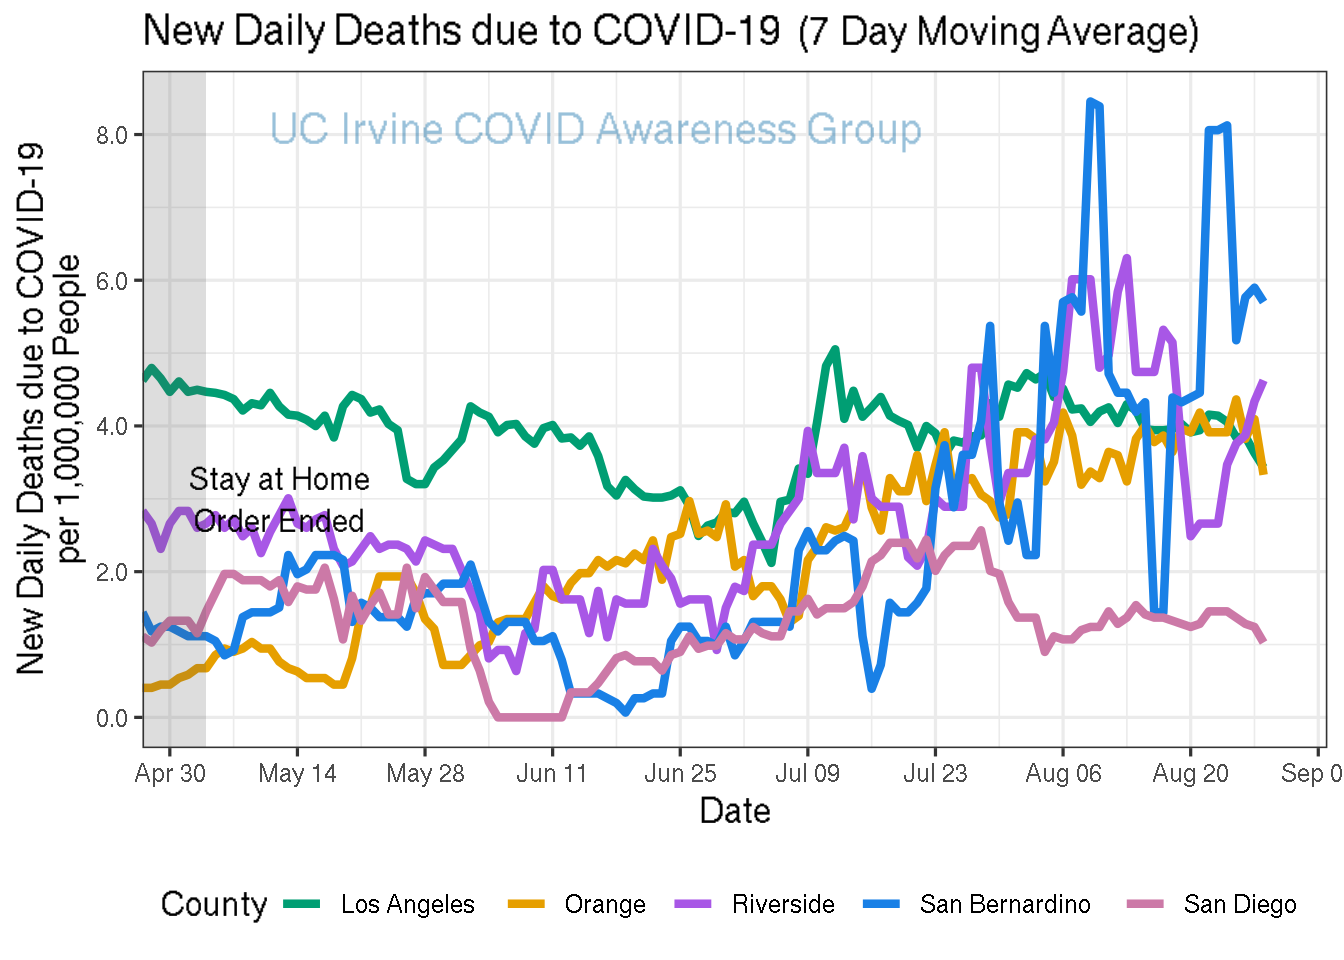 New Daily Deaths due to COVID-19 (7 Day Moving Average)
UC Irvine COVID Awareness Group
New Daily Deaths due to COVID-19
per 1,000,000 People
8.0
6.0
4.0
2.0
0.0
Stay at Home
Order Ended
Apr 30 May 14 May 28 Jun 11 Jun 25 Jul 09 Jul 23 Aug 06 Aug 20 Sep 0
Date
County Los Angeles Orange Riverside San Bernardino San Diego